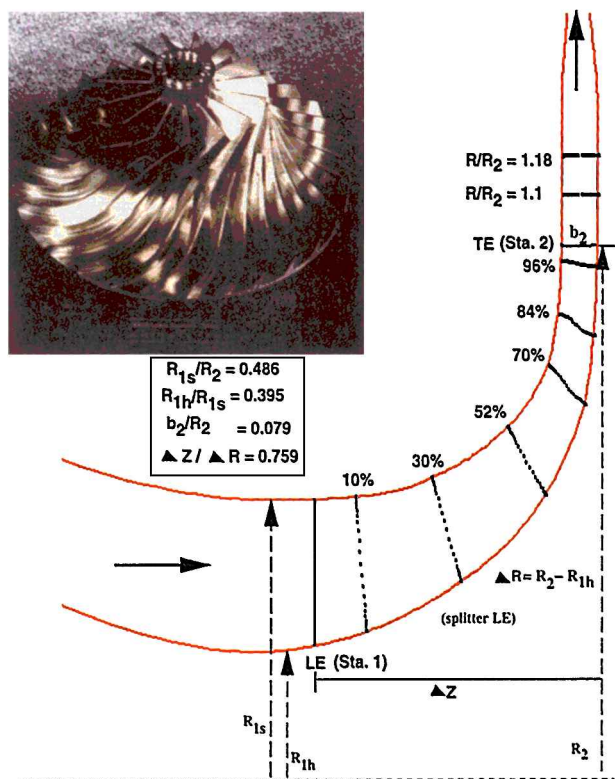 R/R2 = 1.18
R/R2 = 1.1
b2
TE (Sta. 2)
96%
84%
70%
52%
30%
10%
R1s/R2 = 0.486
R1h/R1s = 0.395
b2/R2 = 0.079
▲ Z / ▲ R = 0.759
▲ R = R2 – R1h
(splitter LE)
LE (Sta. 1)
▲Z
R1s
R1h
R2